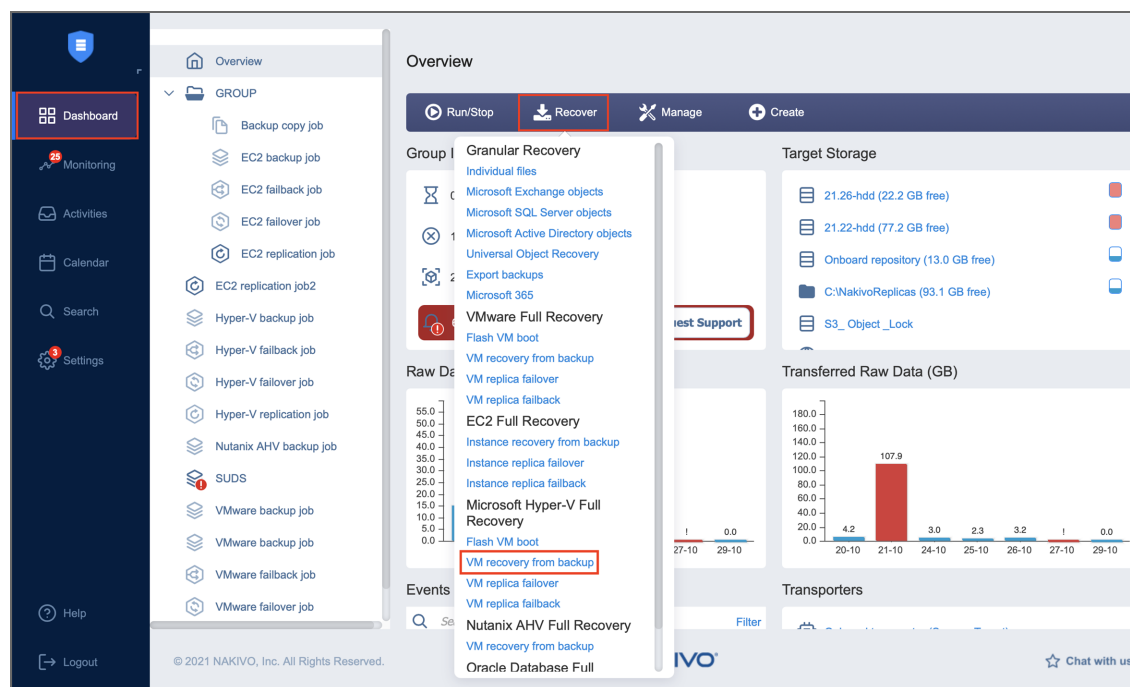 Dashboard
25
Monitoring
Activities
Calendar
Search
3
Settings
Help
Logout
Overview
GROUP
Backup copy job
EC2 backup job
EC2 failback job
EC2 failover job
EC2 replication job
EC2 replication job2
Hyper-V backup job
Hyper-V failback job
Hyper-V failover job
Hyper-V replication job
Nutanix AHV backup job
SUDS
VMware backup job
VMware backup job
VMware failback job
VMware failover job
Overview
Run/Stop Recover Manage Create
Group I
Granular Recovery
Individual files
Microsoft Exchange objects
Microsoft SQL Server objects
Microsoft Active Directory objects
Universal Object Recovery
Export backups
Microsoft 365
VMware Full Recovery
Flash VM boot
VM recovery from backup
VM replica failover
VM replica failback
EC2 Full Recovery
Instance recovery from backup
Instance replica failover
Instance replica failback
Microsoft Hyper-V Full
Recovery
Flash VM boot
VM recovery from backup
VM replica failover
VM replica failback
Nutanix AHV Full Recovery
VM recovery from backup
Oracle Database Full
1
2
uest Support
Raw Da
55.0
50.0
45.0
40.0
35.0
30.0
25.0
20.0
15.0
10.0
5.0
0.0
! 0.0
27-10 29-10
Events
Filter
Target Storage
21.26-hdd (22.2 GB free)
21.22-hdd (77.2 GB free)
Onboard repository (13.0 GB free)
C:\NakivoReplicas (93.1 GB free)
S3_ Object _Lock
Transferred Raw Data (GB)
180.0
160.0
140.0
120.0
100.0
80.0
60.0
40.0
20.0
0.0
4.2 107.9 3.0 2.3 3.2 ! 0.0
20-10 21-10 24-10 25-10 26-10 27-10 29-10
Transporters
© 2021 NAKIVO, Inc. All Rights Reserved.
IVO
Chat with us